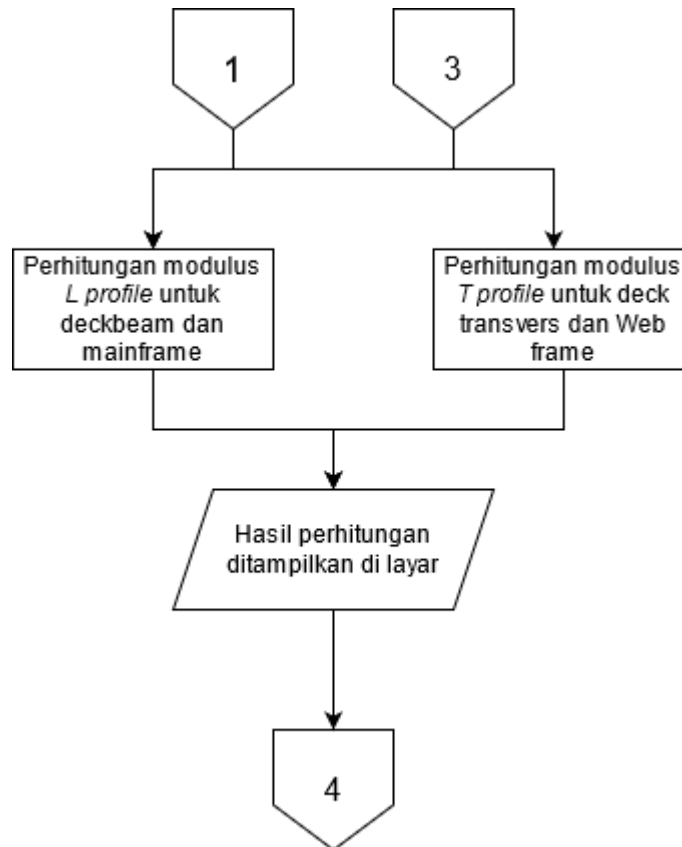 1
3
Perhitungan modulus
L profile untuk
deckbeam dan
mainframe
Perhitungan modulus
T profile untuk deck
transvers dan Web
frame
Hasil perhitungan
ditampilkan di layar
4